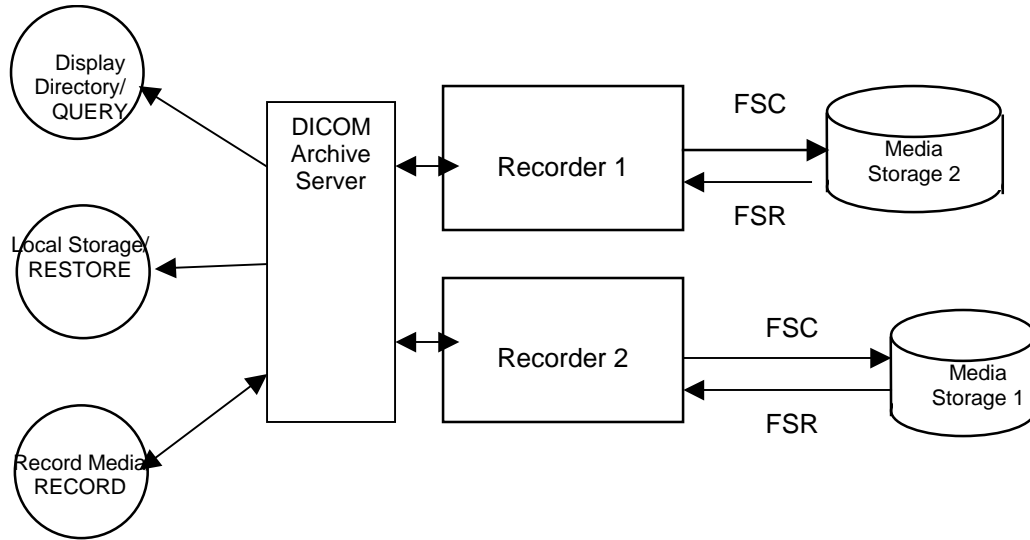 Display
Directory/
QUERY
Local Storage/
RESTORE
Record Media
RECORD
DICOM
Archive
Server
Recorder 1
FSC
FSR
Media
Storage 2
Recorder 2
FSC
FSR
Media
Storage 1